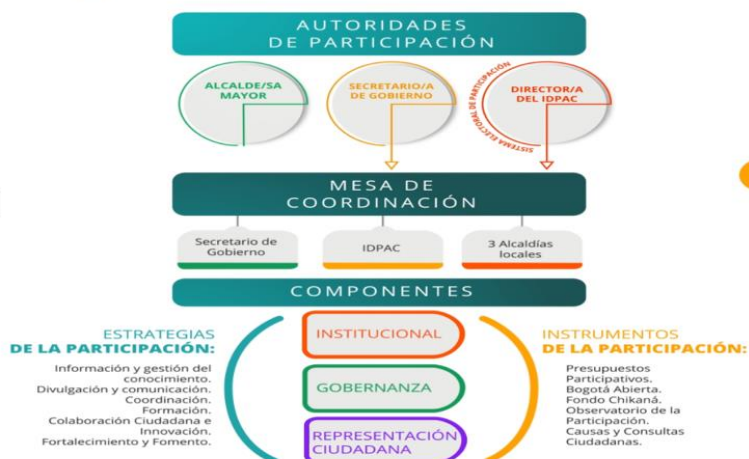 AUTORIDADES
DE PARTICIPACIÓN
ALCALDE/SA
MAYOR
SECRETARIO/A
DE GOBIERNO
SISTEMA ELECTORAL DE PARTICIPACIÓN
DIRECTOR/A
DEL IDPAC
MESA DE
COORDINACIÓN
Secretario de
Gobierno
IDPAC
3 Alcaldías
locales
COMPONENTES
ESTRATEGIAS
DE LA PARTICIPACIÓN:
Información y gestión del
conocimiento.
Divulgación y comunicación.
Coordinación.
Formación.
Colaboración Ciudadana e
Innovación.
Fortalecimiento y Fomento.
INSTITUCIONAL
GOBERNANZA
REPRESENTACIÓN
CIUDADANA
INSTRUMENTOS
DE LA PARTICIPACIÓN:
Presupuestos
Participativos.
Bogotá Abierta.
Fondo Chikaná.
Observatorio de la
Participación.
Causas y Consultas
Ciudadanas.